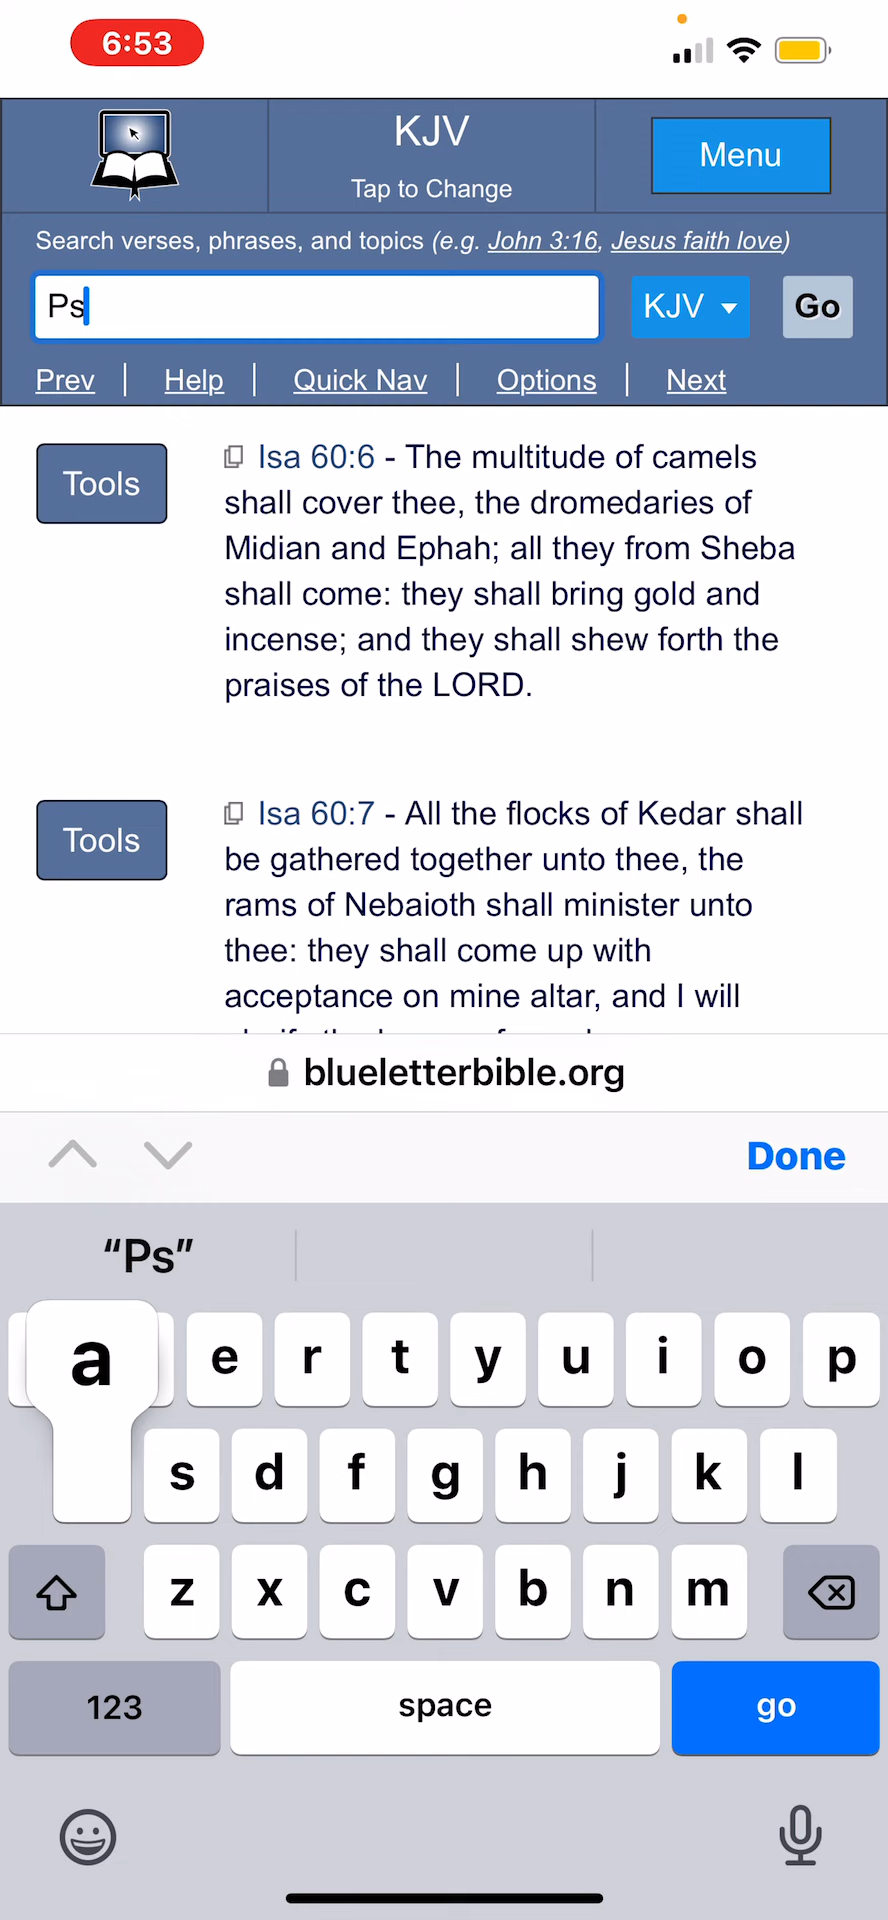 6:53
KJV
Tap to Change
Menu
Search verses, phrases, and topics (e.g. John 3:16, Jesus faith love)
Ps
KJV
Go
Prev | Help | Quick Nav | Options | Next
Tools
Isa 60:6 - The multitude of camels
shall cover thee, the dromedaries of
Midian and Ephah; all they from Sheba
shall come: they shall bring gold and
incense; and they shall shew forth the
praises of the LORD.
Tools
Isa 60:7 - All the flocks of Kedar shall
be gathered together unto thee, the
rams of Nebaioth shall minister unto
thee: they shall come up with
acceptance on mine altar, and I will
blueletterbible.org
Done
“Ps”
a e r t y u i o p
s d f g h j k l
z x c v b n m
123 space go